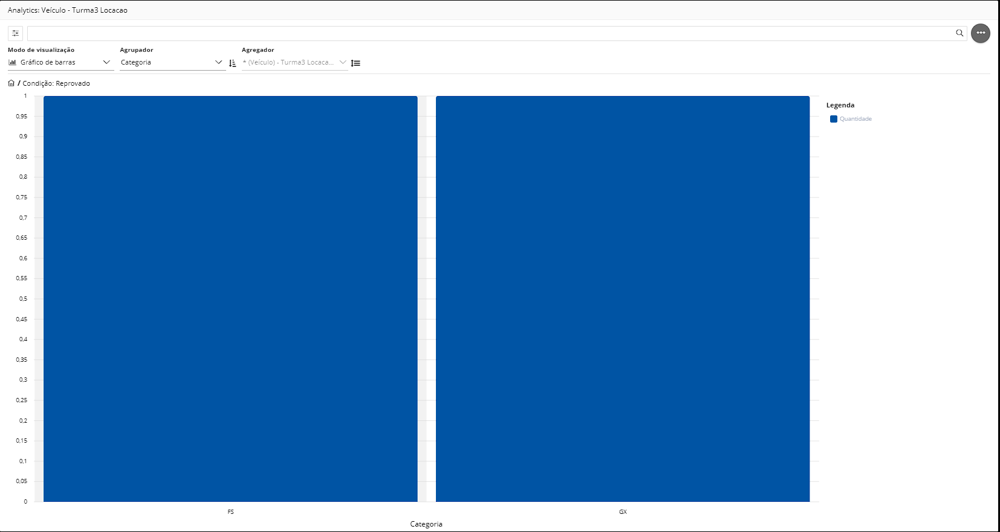 Analytics: Veículo - Turma3 Locacao
Modo de visualização Agrupador Agregador
Gráfico de barras Categoria * (Veículo) - Turma3 Locaca...
/ Condição: Reprovado
1
0,95
0,9
0,85
0,8
0,75
0,7
0,65
0,6
0,55
0,5
0,45
0,4
0,35
0,3
0,25
0,2
0,15
0,1
0,05
0
FS GX
Categoria
Legenda
Quantidade